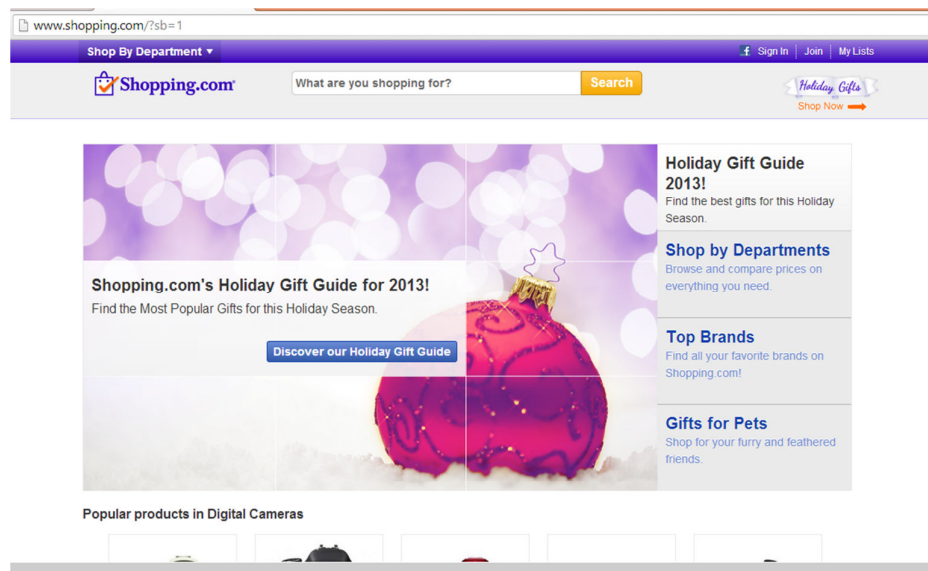 www.shopping.com/?sb=1
Shop By Department ▾
f Sign In | Join | My Lists
Shopping.com
What are you shopping for?
Search
Holiday Gifts
Shop Now
Holiday Gift Guide
2013!
Find the best gifts for this Holiday
Season.
Shop by Departments
Browse and compare prices on
everything you need.
Top Brands
Find all your favorite brands on
Shopping.com!
Gifts for Pets
Shop for your furry and feathered
friends.
Shopping.com's Holiday Gift Guide for 2013!
Find the Most Popular Gifts for this Holiday Season.
Discover our Holiday Gift Guide
Popular products in Digital Cameras